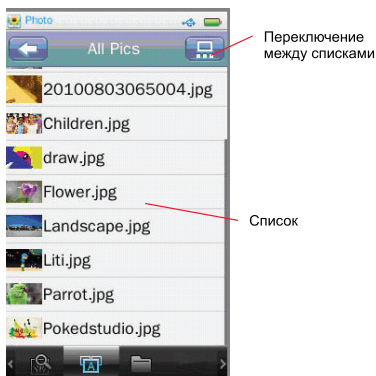 Photo
All Pics
20100803065004.jpg
Children.jpg
draw.jpg
Flower.jpg
Landscape.jpg
Liti.jpg
Parrot.jpg
Pokedstudio.jpg
A
Переключение
между списками
Список